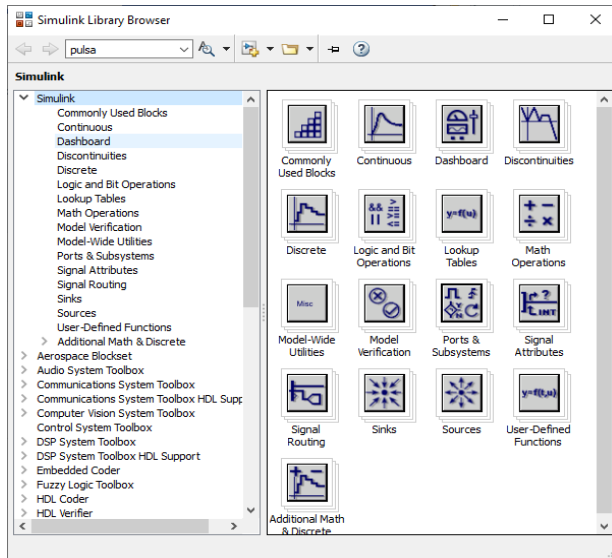 Simulink Library Browser
pulsa
Simulink
Simulink
Commonly Used Blocks
Continuous
Dashboard
Discontinuities
Discrete
Logic and Bit Operations
Lookup Tables
Math Operations
Model Verification
Model-Wide Utilities
Ports & Subsystems
Signal Attributes
Signal Routing
Sinks
Sources
User-Defined Functions
Additional Math & Discrete
Aerospace Blockset
Audio System Toolbox
Communications System Toolbox
Communications System Toolbox HDL Supp
Computer Vision System Toolbox
Control System Toolbox
DSP System Toolbox
DSP System Toolbox HDL Support
Embedded Coder
Fuzzy Logic Toolbox
HDL Coder
HDL Verifier
Commonly
Used Blocks
Continuous
Dashboard
Discontinuities
Discrete
&& >
|| >=
<=
Logic and Bit
Operations
y=f(u)
Lookup
Tables
+ −
÷ ×
Math
Operations
Misc
Model-Wide
Utilities
Model
Verification
Ports &
Subsystems
?
INT
Signal
Attributes
Signal
Routing
Sinks
Sources
y=f(t,u)
User-Defined
Functions
+ −
Additional Math
& Discrete